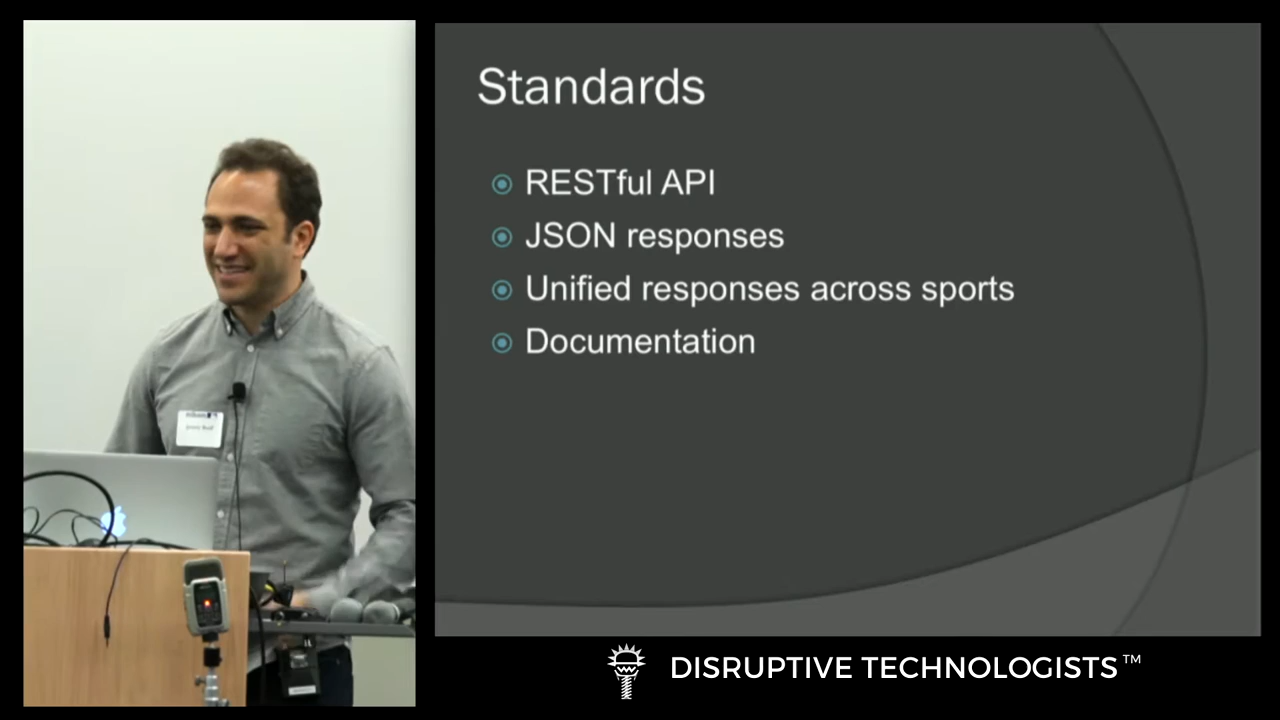 Standards
RESTful API
JSON responses
Unified responses across sports
Documentation
DISRUPTIVE TECHNOLOGISTS™